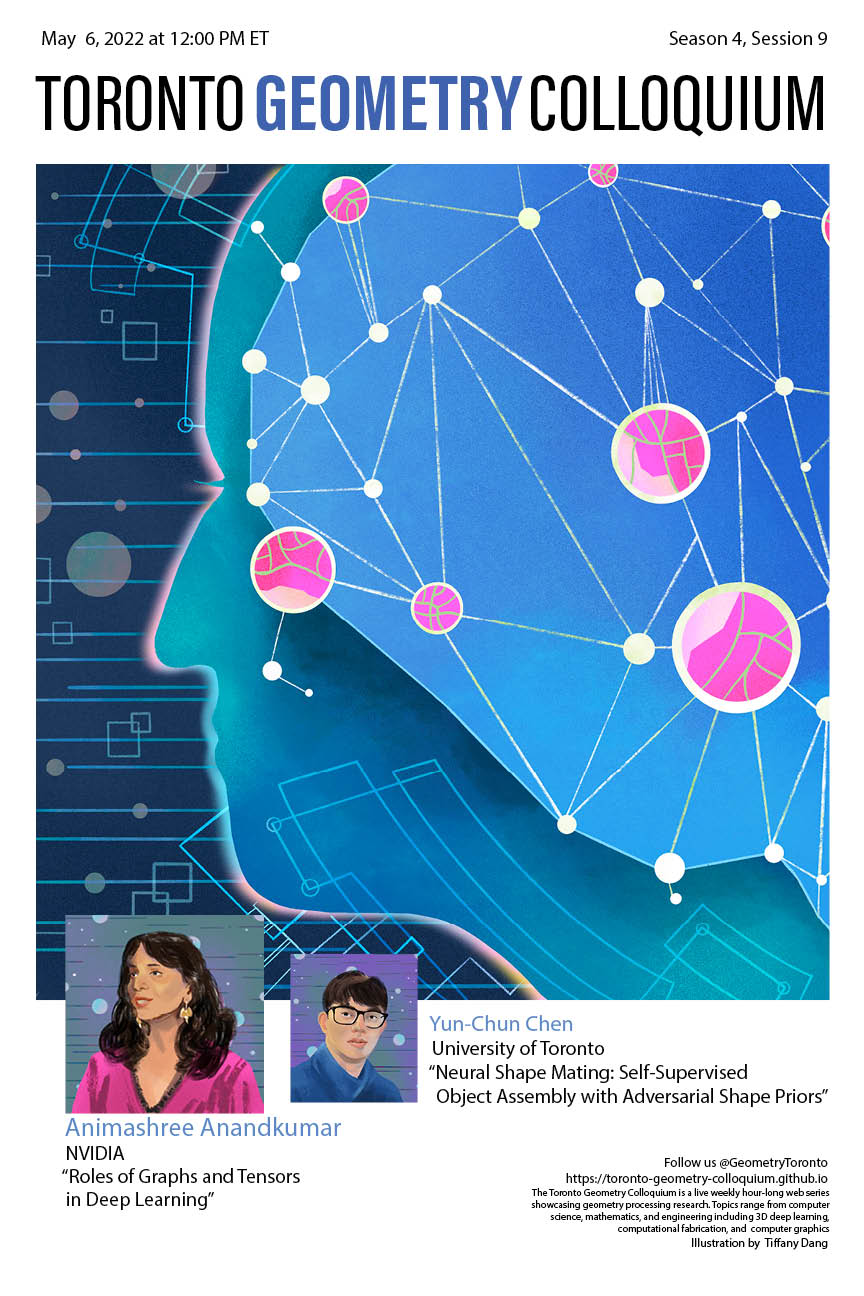 May 6, 2022 at 12:00 PM ET
Season 4, Session 9
TORONTO GEOMETRY COLLOQUIUM
Yun-Chun Chen
University of Toronto
“Neural Shape Mating: Self-Supervised
Object Assembly with Adversarial Shape Priors”
Animashree Anandkumar
NVIDIA
“Roles of Graphs and Tensors
in Deep Learning”
Follow us @GeometryToronto
https://toronto-geometry-colloquium.github.io
The Toronto Geometry Colloquium is a live weekly hour-long web series
showcasing geometry processing research. Topics range from computer
science, mathematics, and engineering including 3D deep learning,
computational fabrication, and computer graphics
Illustration by Tiffany Dang